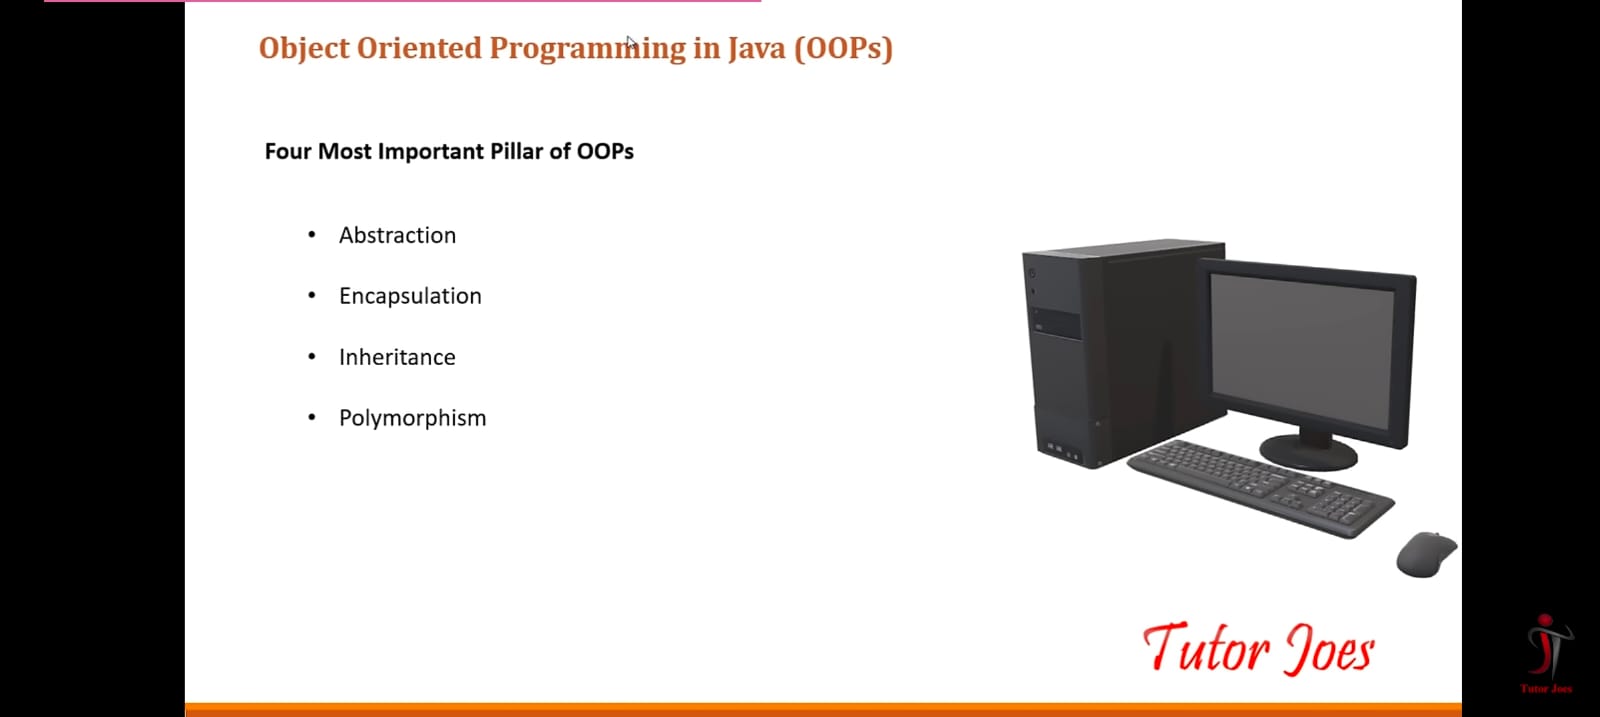 Object Oriented Programming in Java (OOPs)
Four Most Important Pillar of OOPs
• Abstraction
• Encapsulation
• Inheritance
• Polymorphism
Tutor Joes
Tutor Joes